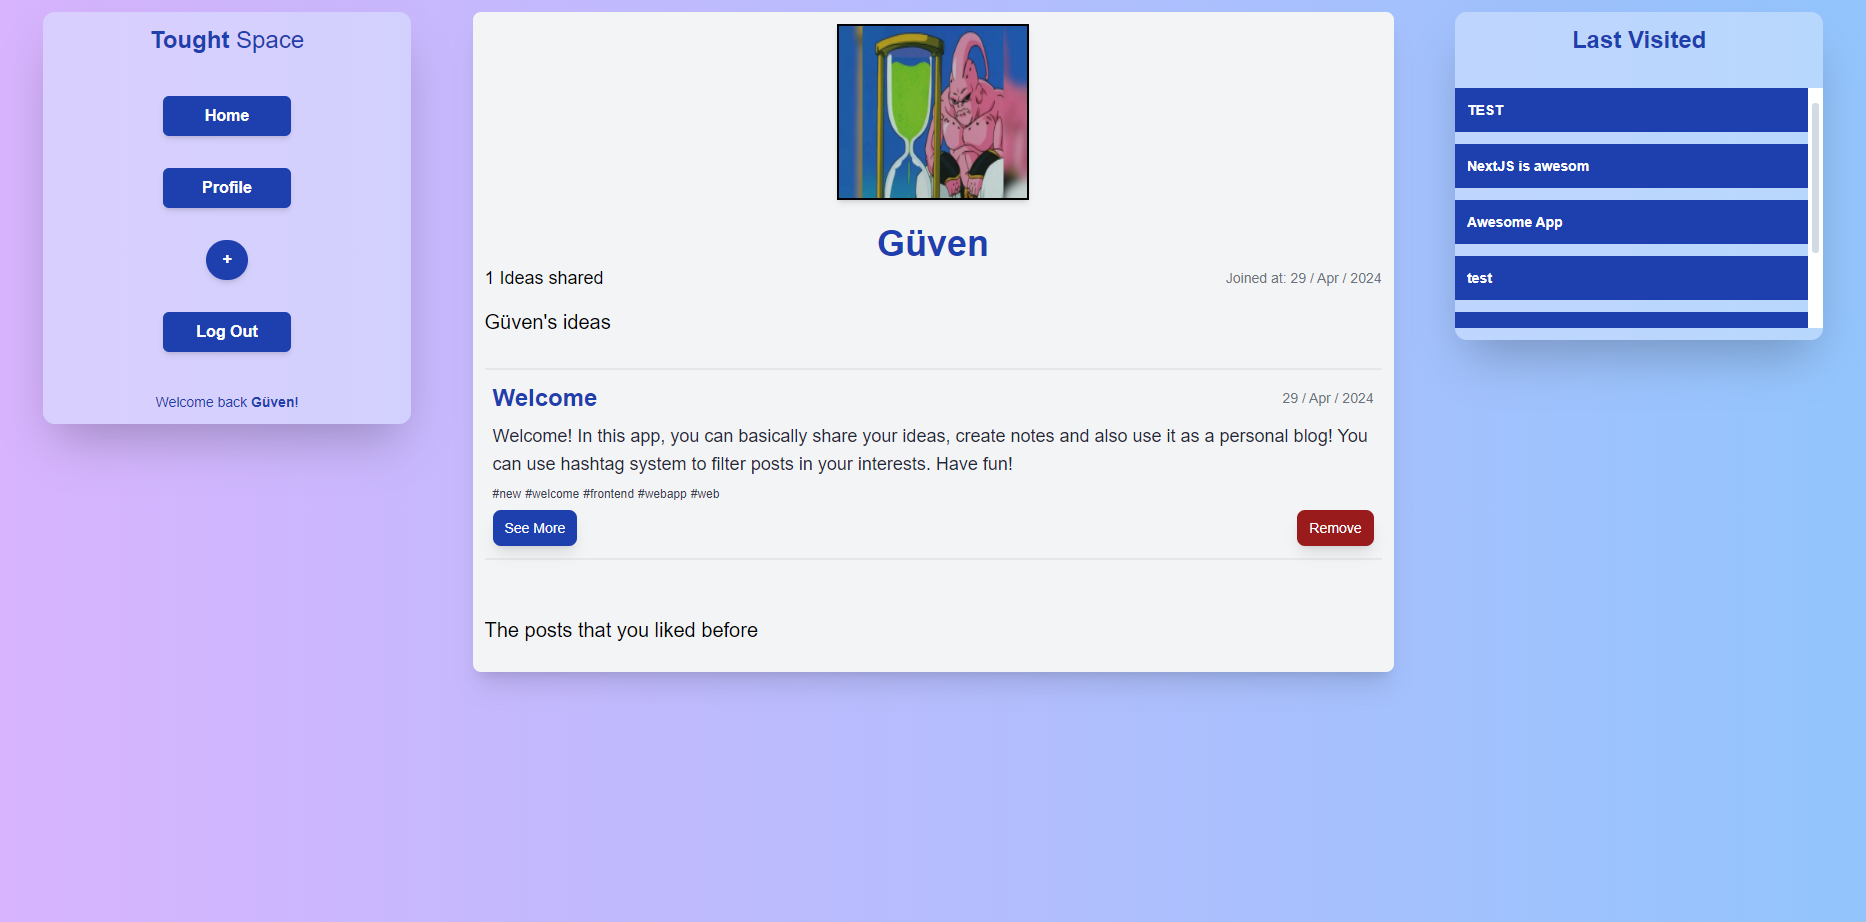 Tought Space
Home
Profile
+
Log Out
Welcome back Güven!
Güven
1 Ideas shared
Joined at: 29 / Apr / 2024
Güven's ideas
Welcome
29 / Apr / 2024
Welcome! In this app, you can basically share your ideas, create notes and also use it as a personal blog! You
can use hashtag system to filter posts in your interests. Have fun!
#new #welcome #frontend #webapp #web
See More
Remove
The posts that you liked before
Last Visited
TEST
NextJS is awesom
Awesome App
test